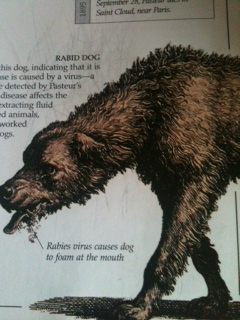 September 28, Pasteur dies in
Saint Cloud, near Paris.
RABID DOG
this dog, indicating that it is
se is caused by a virus—a
e detected by Pasteur's
disease affects the
extracting fluid
ed animals,
worked
ogs.
Rabies virus causes dog
to foam at the mouth